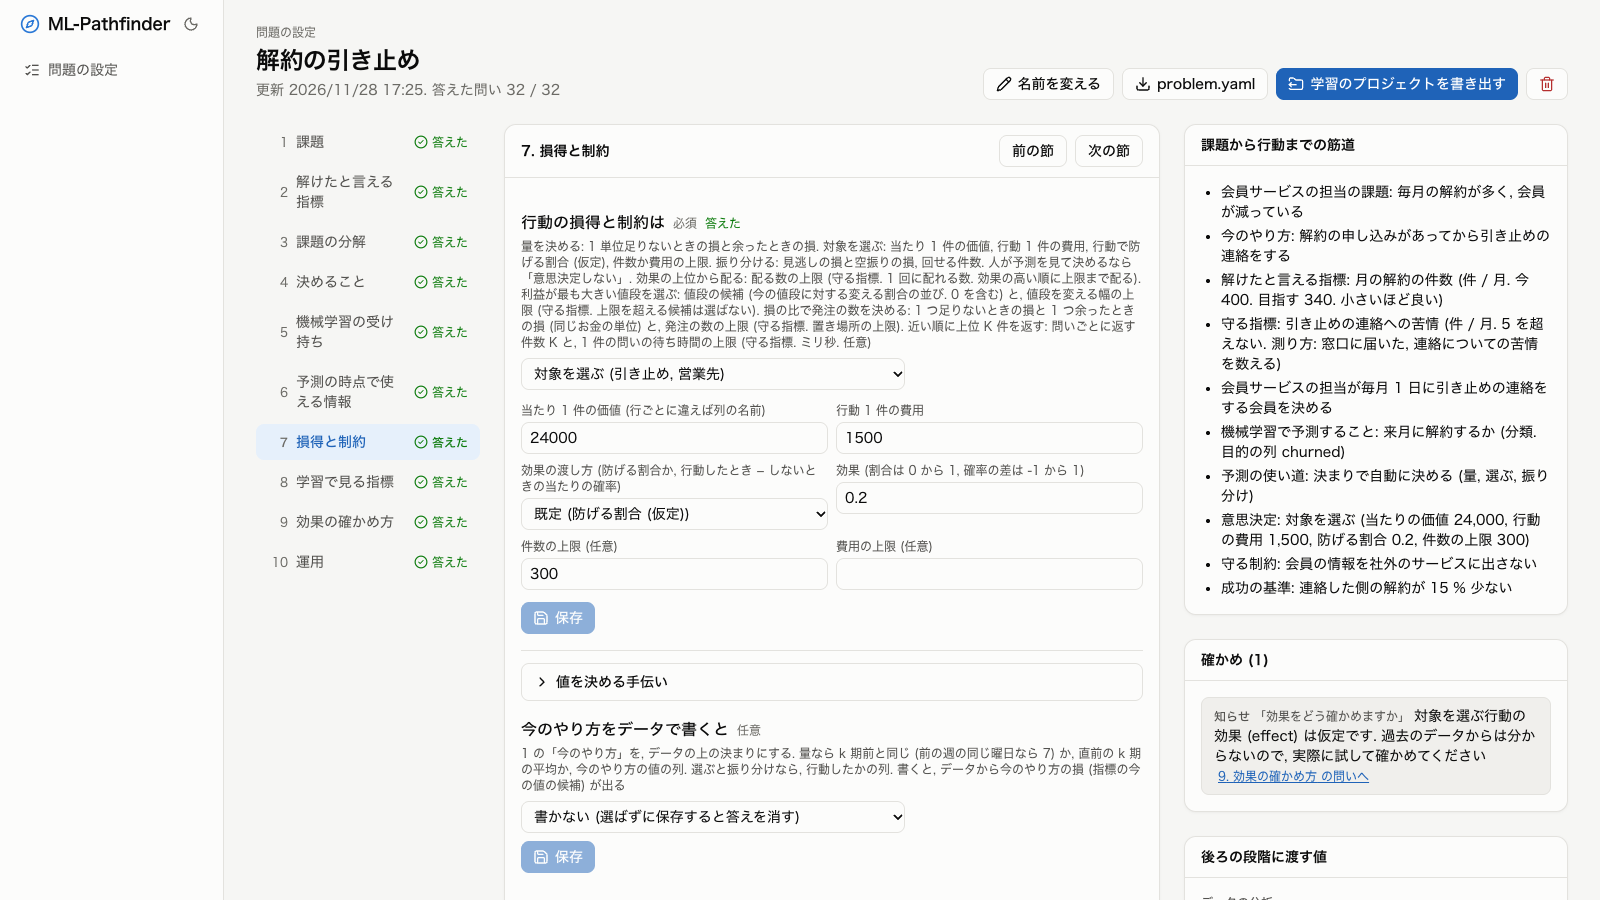 ML-Pathfinder
問題の設定
問題の設定
解約の引き止め
更新 2026/11/28 17:25. 答えた問い 32 / 32
名前を変える
problem.yaml
学習のプロジェクトを書き出す
1 課題 答えた
2 解けたと言える
指標 答えた
3 課題の分解 答えた
4 決めること 答えた
5 機械学習の受け
持ち 答えた
6 予測の時点で使
える情報 答えた
7 損得と制約 答えた
8 学習で見る指標 答えた
9 効果の確かめ方 答えた
10 運用 答えた
7. 損得と制約
前の節
次の節
行動の損得と制約は 必須 答えた
量を決める: 1 単位足りないときの損と余ったときの損. 対象を選ぶ: 当たり 1 件の価値, 行動 1 件の費用, 行動で防
げる割合 (仮定), 件数か費用の上限. 振り分ける: 見逃しの損と空振りの損, 回せる件数. 人が予測を見て決めるなら
「意思決定しない」. 効果の上位から配る: 配る数の上限 (守る指標. 1 回に配れる数. 効果の高い順に上限まで配る).
利益が最も大きい値段を選ぶ: 値段の候補 (今の値段に対する変える割合の並び. 0 を含む) と, 値段を変える幅の上
限 (守る指標. 上限を超える候補は選ばない). 損の比で発注の数を決める: 1 つ足りないときの損と 1 つ余ったとき
の損 (同じお金の単位) と, 発注の数の上限 (守る指標. 置き場所の上限). 近い順に上位 K 件を返す: 問いごとに返す
件数 K と, 1 件の問いの待ち時間の上限 (守る指標. ミリ秒. 任意)
対象を選ぶ (引き止め, 営業先)
当たり 1 件の価値 (行ごとに違えば列の名前)
行動 1 件の費用
24000
1500
効果の渡し方 (防げる割合か, 行動したとき − しないと
きの当たりの確率)
効果 (割合は 0 から 1, 確率の差は -1 から 1)
既定 (防げる割合 (仮定))
0.2
件数の上限 (任意)
費用の上限 (任意)
300
保存
値を決める手伝い
今のやり方をデータで書くと 任意
1 の「今のやり方」を, データの上の決まりにする. 量なら k 期前と同じ (前の週の同じ曜日なら 7) か, 直前の k 期
の平均か, 今のやり方の値の列. 選ぶと振り分けなら, 行動したかの列. 書くと, データから今のやり方の損 (指標の今
の値の候補) が出る
書かない (選ばずに保存すると答えを消す)
保存
課題から行動までの筋道
• 会員サービスの担当の課題: 毎月の解約が多く, 会員
が減っている
• 今のやり方: 解約の申し込みがあってから引き止めの
連絡をする
• 解けたと言える指標: 月の解約の件数 (件 / 月. 今
400. 目指す 340. 小さいほど良い)
• 守る指標: 引き止めの連絡への苦情 (件 / 月. 5 を超
えない. 測り方: 窓口に届いた, 連絡についての苦情
を数える)
• 会員サービスの担当が毎月 1 日に引き止めの連絡を
する会員を決める
• 機械学習で予測すること: 来月に解約するか (分類.
目的の列 churned)
• 予測の使い道: 決まりで自動に決める (量, 選ぶ, 振り
分け)
• 意思決定: 対象を選ぶ (当たりの価値 24,000, 行動
の費用 1,500, 防げる割合 0.2, 件数の上限 300)
• 守る制約: 会員の情報を社外のサービスに出さない
• 成功の基準: 連絡した側の解約が 15 % 少ない
確かめ (1)
知らせ 「効果をどう確かめますか」 対象を選ぶ行動の
効果 (effect) は仮定です. 過去のデータからは分か
らないので, 実際に試して確かめてください
9. 効果の確かめ方 の問いへ
後ろの段階に渡す値